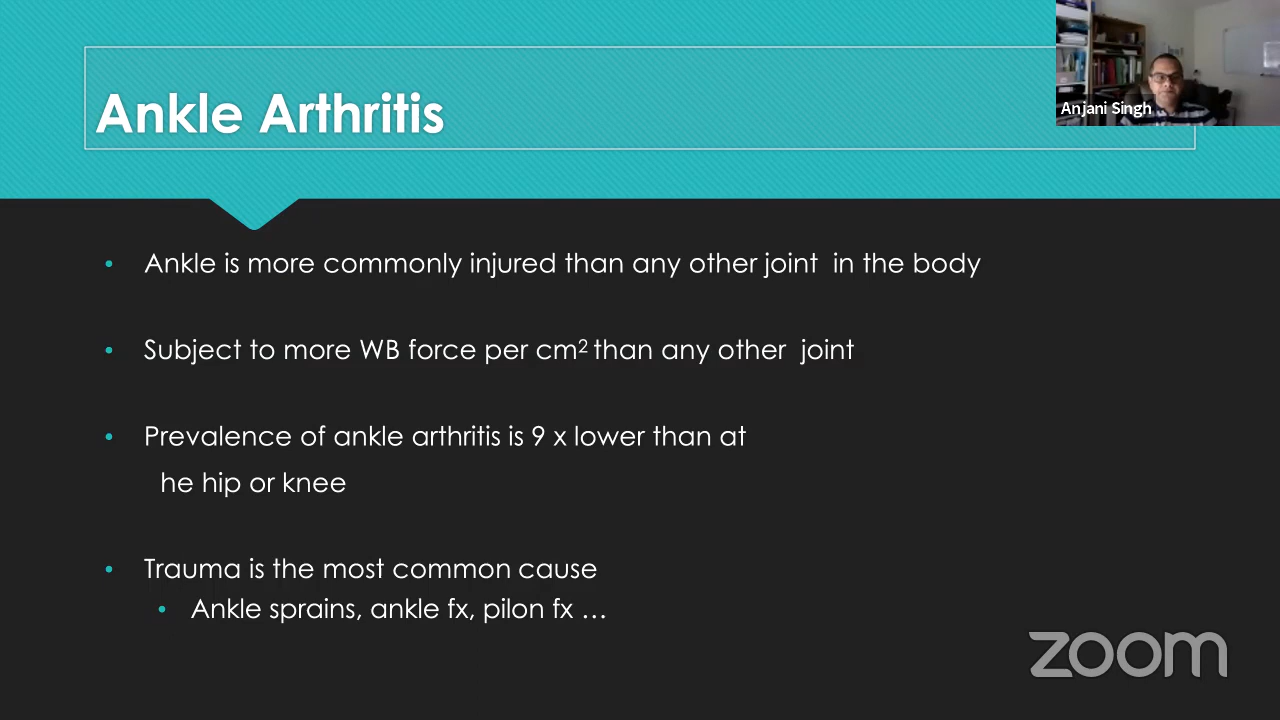 Ankle Arthritis
Anjani Singh
• Ankle is more commonly injured than any other joint in the body
• Subject to more WB force per cm² than any other joint
• Prevalence of ankle arthritis is 9 x lower than at
he hip or knee
• Trauma is the most common cause
• Ankle sprains, ankle fx, pilon fx …
zoom